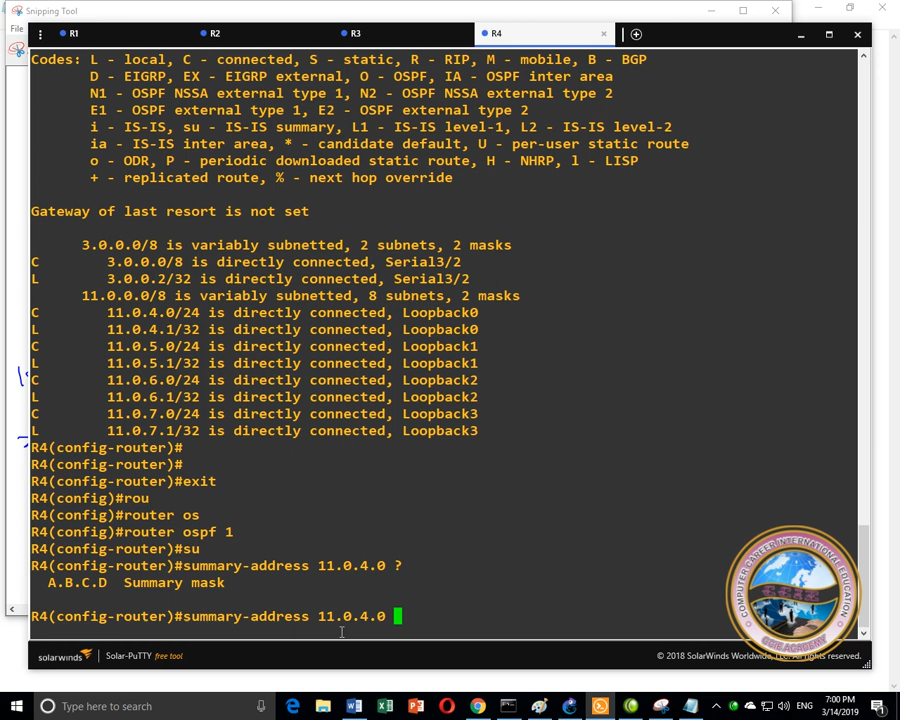 Snipping Tool
File
R1
R2
R3
R4
Codes: L - local, C - connected, S - static, R - RIP, M - mobile, B - BGP
D - EIGRP, EX - EIGRP external, O - OSPF, IA - OSPF inter area
N1 - OSPF NSSA external type 1, N2 - OSPF NSSA external type 2
E1 - OSPF external type 1, E2 - OSPF external type 2
i - IS-IS, su - IS-IS summary, L1 - IS-IS level-1, L2 - IS-IS level-2
ia - IS-IS inter area, * - candidate default, U - per-user static route
o - ODR, P - periodic downloaded static route, H - NHRP, l - LISP
+ - replicated route, % - next hop override
Gateway of last resort is not set
3.0.0.0/8 is variably subnetted, 2 subnets, 2 masks
C 3.0.0.0/8 is directly connected, Serial3/2
L 3.0.0.2/32 is directly connected, Serial3/2
11.0.0.0/8 is variably subnetted, 8 subnets, 2 masks
C 11.0.4.0/24 is directly connected, Loopback0
L 11.0.4.1/32 is directly connected, Loopback0
C 11.0.5.0/24 is directly connected, Loopback1
L 11.0.5.1/32 is directly connected, Loopback1
C 11.0.6.0/24 is directly connected, Loopback2
L 11.0.6.1/32 is directly connected, Loopback2
C 11.0.7.0/24 is directly connected, Loopback3
L 11.0.7.1/32 is directly connected, Loopback3
R4(config-router)#
R4(config-router)#
R4(config-router)#exit
R4(config)#rou
R4(config)#router os
R4(config)#router ospf 1
R4(config-router)#su
R4(config-router)#summary-address 11.0.4.0 ?
A.B.C.D Summary mask
R4(config-router)#summary-address 11.0.4.0
COMPUTER CAREER INTERNATIONAL EDUCATION
CCIE ACADEMY
solarwinds Solar-PuTTY free tool
© 2018 SolarWinds Worldwide, LLC. All rights reserved.
Type here to search
ENG
7:00 PM
3/14/2019
1